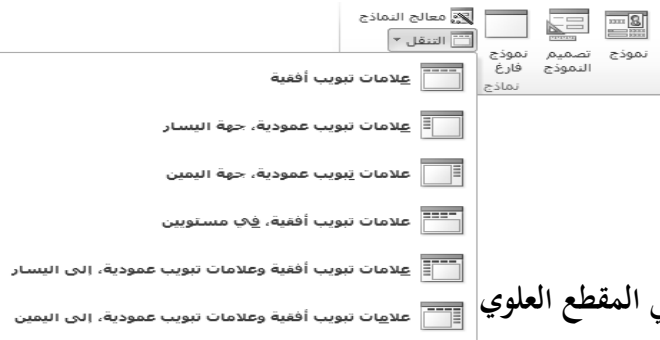 نموذج
تصميم النموذج
نموذج فارغ
معالج النماذج
التنقل
نماذج
علامات تبويب أفقية
علامات تبويب عمودية، جهة اليسار
علامات تبويب عمودية، جهة اليمين
علامات تبويب أفقية، في مستويين
علامات تبويب أفقية وعلامات تبويب عمودية، إلى اليسار
علامات تبويب أفقية وعلامات تبويب عمودية، إلى اليمين
المقطع العلوي